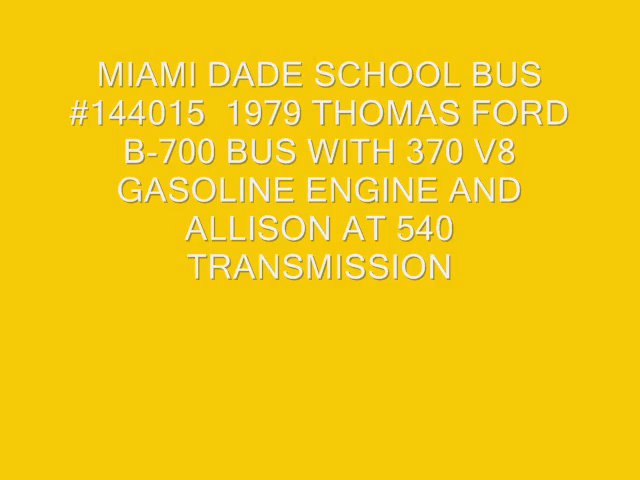 MIAMI DADE SCHOOL BUS
#144015  1979 THOMAS FORD
B-700 BUS WITH 370 V8
GASOLINE ENGINE AND
ALLISON AT 540
TRANSMISSION